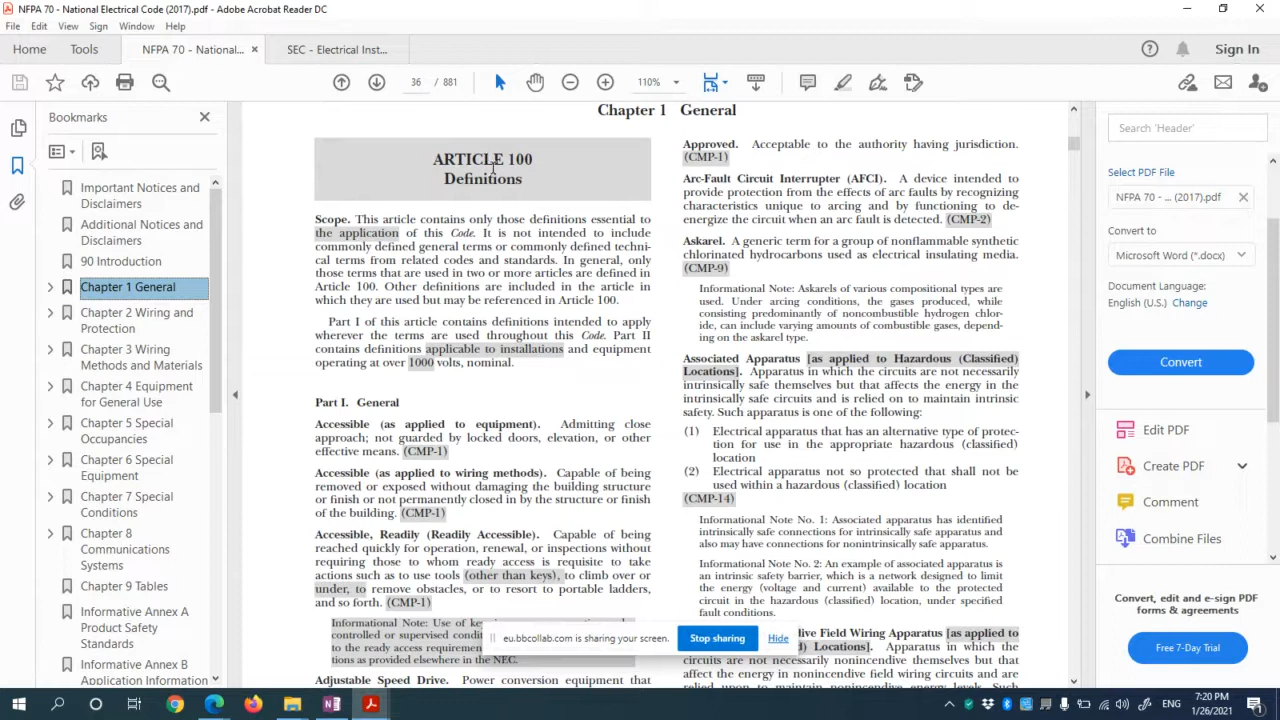 NFPA 70 - National Electrical Code (2017).pdf - Adobe Acrobat Reader DC
File Edit View Sign Window Help
Home Tools NFPA 70 - National... × SEC - Electrical Inst... Sign In
36 / 881 110%
Bookmarks
Important Notices and
Disclaimers
Additional Notices and
Disclaimers
90 Introduction
Chapter 1 General
Chapter 2 Wiring and
Protection
Chapter 3 Wiring
Methods and Materials
Chapter 4 Equipment
for General Use
Chapter 5 Special
Occupancies
Chapter 6 Special
Equipment
Chapter 7 Special
Conditions
Chapter 8
Communications
Systems
Chapter 9 Tables
Informative Annex A
Product Safety
Standards
Informative Annex B
Application Information
Chapter 1 General
ARTICLE 100
Definitions
Scope. This article contains only those definitions essential to
the application of this Code. It is not intended to include
commonly defined general terms or commonly defined techni-
cal terms from related codes and standards. In general, only
those terms that are used in two or more articles are defined in
Article 100. Other definitions are included in the article in
which they are used but may be referenced in Article 100.
Part I of this article contains definitions intended to apply
wherever the terms are used throughout this Code. Part II
contains definitions applicable to installations and equipment
operating at over 1000 volts, nominal.
Part I. General
Accessible (as applied to equipment). Admitting close
approach; not guarded by locked doors, elevation, or other
effective means. (CMP-1)
Accessible (as applied to wiring methods). Capable of being
removed or exposed without damaging the building structure
or finish or not permanently closed in by the structure or finish
of the building. (CMP-1)
Accessible, Readily (Readily Accessible). Capable of being
reached quickly for operation, renewal, or inspections without
requiring those to whom ready access is requisite to take
actions such as to use tools (other than keys), to climb over or
under, to remove obstacles, or to resort to portable ladders,
and so forth. (CMP-1)
Informational Note: Use of ke
controlled or supervised condi
to the ready access requirement
tions as provided elsewhere in the NEC.
Adjustable Speed Drive. Power conversion equipment that
Approved. Acceptable to the authority having jurisdiction.
(CMP-1)
Arc-Fault Circuit Interrupter (AFCI). A device intended to
provide protection from the effects of arc faults by recognizing
characteristics unique to arcing and by functioning to de-
energize the circuit when an arc fault is detected. (CMP-2)
Askarel. A generic term for a group of nonflammable synthetic
chlorinated hydrocarbons used as electrical insulating media.
(CMP-9)
Informational Note: Askarels of various compositional types are
used. Under arcing conditions, the gases produced, while
consisting predominantly of noncombustible hydrogen chlor-
ide, can include varying amounts of combustible gases, depend-
ing on the askarel type.
Associated Apparatus [as applied to Hazardous (Classified)
Locations]. Apparatus in which the circuits are not necessarily
intrinsically safe themselves but that affects the energy in the
intrinsically safe circuits and is relied on to maintain intrinsic
safety. Such apparatus is one of the following:
(1) Electrical apparatus that has an alternative type of protec-
tion for use in the appropriate hazardous (classified)
location
(2) Electrical apparatus not so protected that shall not be
used within a hazardous (classified) location
(CMP-14)
Informational Note No. 1: Associated apparatus has identified
intrinsically safe connections for intrinsically safe apparatus and
also may have connections for nonintrinsically safe apparatus.
Informational Note No. 2: An example of associated apparatus is
an intrinsic safety barrier, which is a network designed to limit
the energy (voltage and current) available to the protected
circuit in the hazardous (classified) location, under specified
fault conditions.
ive Field Wiring Apparatus [as applied to
) Locations]. Apparatus in which the
circuits are not necessarily nonincendive themselves but that
affect the energy in nonincendive field wiring circuits and are
relied upon to maintain nonincendive energy levels. Such
eu.bbcollab.com is sharing your screen. Stop sharing Hide
Search 'Header'
Select PDF File
NFPA 70 - ... (2017).pdf
Convert to
Microsoft Word (*.docx)
Document Language:
English (U.S.) Change
Convert
Edit PDF
Create PDF
Comment
Combine Files
Convert, edit and e-sign PDF
forms & agreements
Free 7-Day Trial
ENG 7:20 PM
1/26/2021